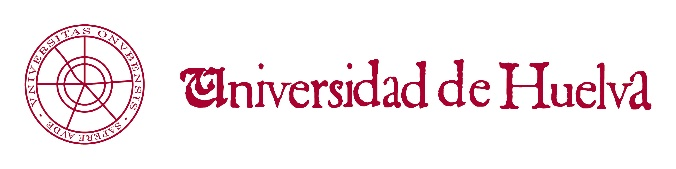 VNIVERSITAS ONVBENSIS · SAPERE AVDE ·
Universidad de Huelva